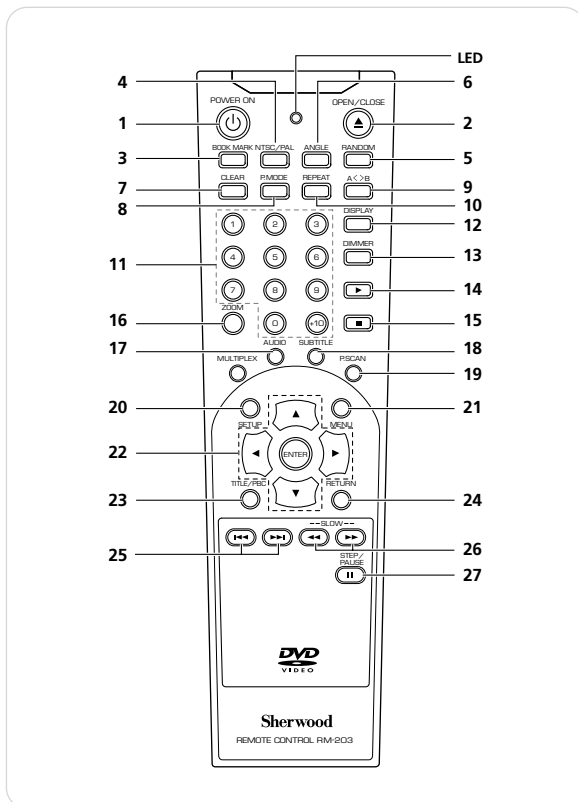 LED
4 6
POWER ON OPEN/CLOSE
1 2
BOOK MARK NTSC/PAL ANGLE RANDOM
3 5
CLEAR P.MODE REPEAT A<>B
7 9
8 10
DISPLAY
1 2 3 12
DIMMER
11 4 5 6 13
7 8 9 14
ZOOM
16 0 +10 15
AUDIO SUBTITLE
17 18
MULTIPLEX P.SCAN
19
20 21
SETUP MENU
22 ENTER
TITLE/PBC RETURN
23 24
--SLOW--
25 26
STEP/
PAUSE
27
DVD
VIDEO
Sherwood
REMOTE CONTROL RM-203